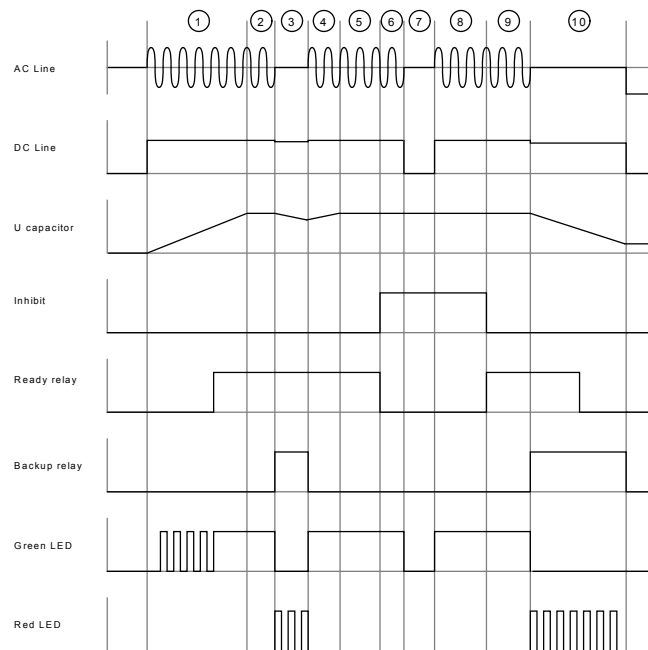 1 2 3 4 5 6 7 8 9 10
AC Line
DC Line
U capacitor
Inhibit
Ready relay
Backup relay
Green LED
Red LED